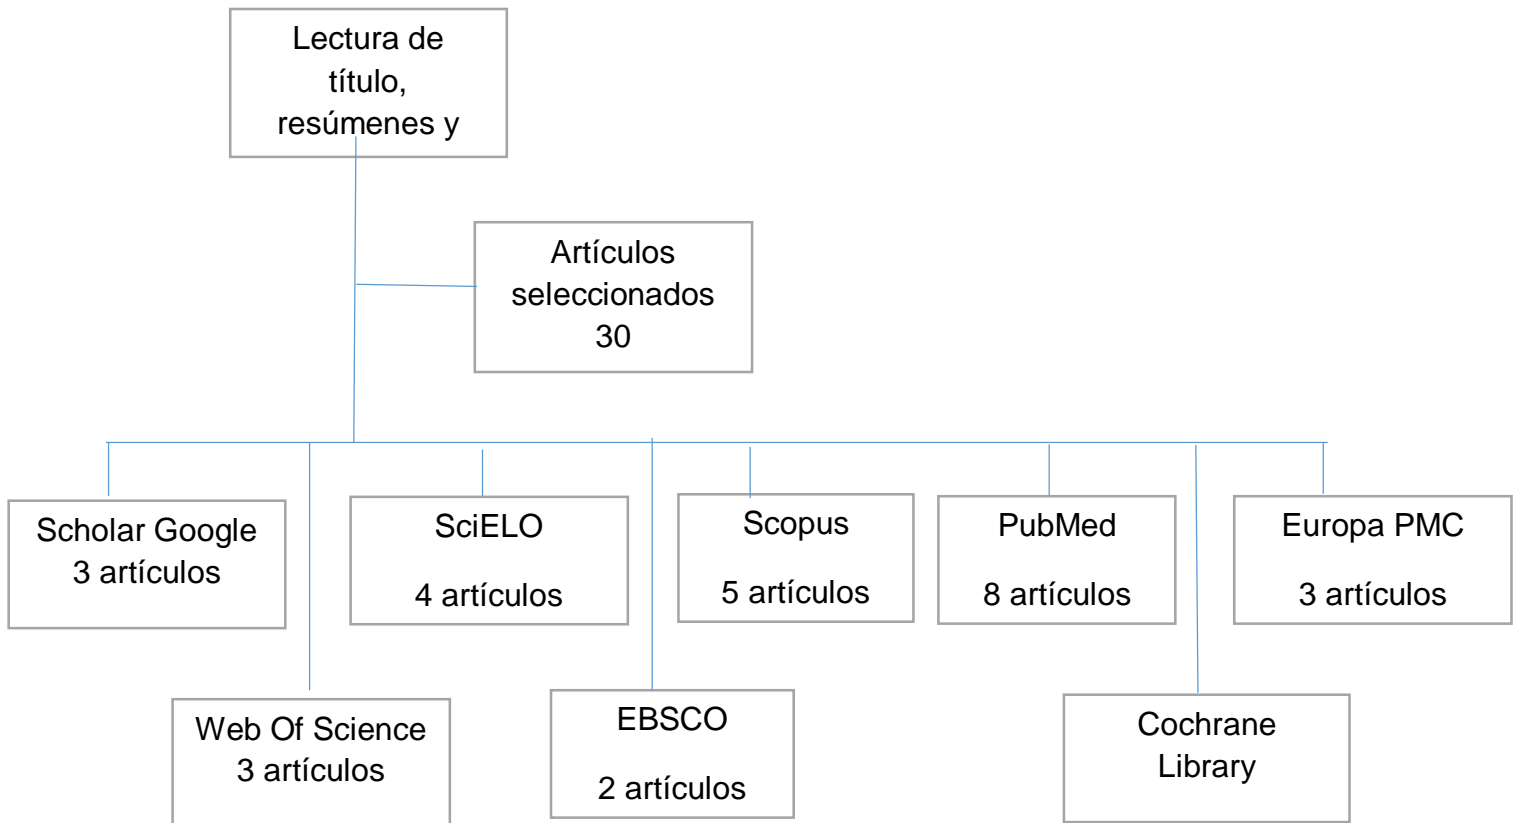 Lectura de
título,
resúmenes y
Artículos
seleccionados
30
Scholar Google
3 artículos
SciELO
4 artículos
Scopus
5 artículos
PubMed
8 artículos
Europa PMC
3 artículos
Web Of Science
3 artículos
EBSCO
2 artículos
Cochrane
Library